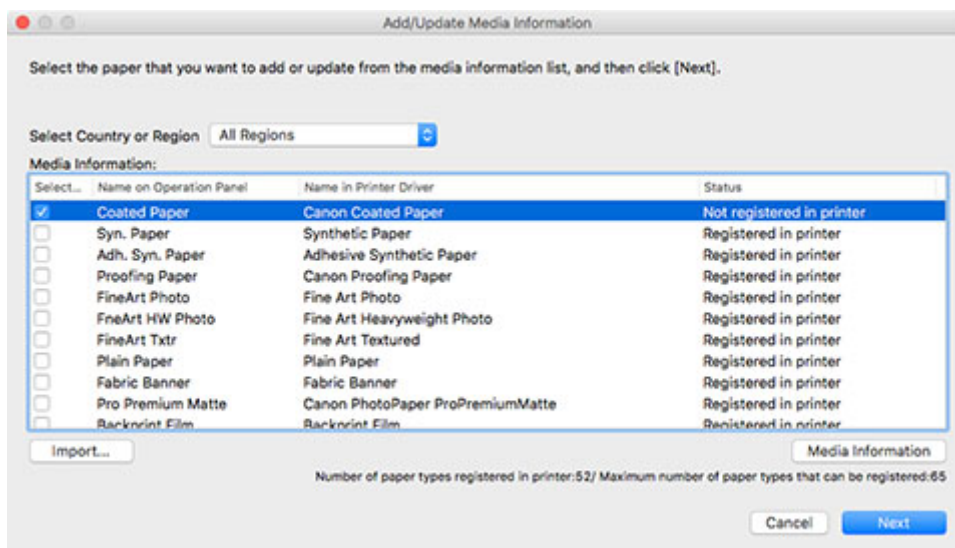 Add/Update Media Information
Select the paper that you want to add or update from the media information list, and then click [Next].
Select Country or Region All Regions
Media Information:
Select... Name on Operation Panel Name in Printer Driver Status
Coated Paper Canon Coated Paper Not registered in printer
Syn. Paper Synthetic Paper Registered in printer
Adh. Syn. Paper Adhesive Synthetic Paper Registered in printer
Proofing Paper Canon Proofing Paper Registered in printer
FineArt Photo Fine Art Photo Registered in printer
FneArt HW Photo Fine Art Heavyweight Photo Registered in printer
FineArt Txtr Fine Art Textured Registered in printer
Plain Paper Plain Paper Registered in printer
Fabric Banner Fabric Banner Registered in printer
Pro Premium Matte Canon PhotoPaper ProPremiumMatte Registered in printer
Backprint Film Backprint Film Registered in printer
Import... Media Information
Number of paper types registered in printer:52/ Maximum number of paper types that can be registered:65
Cancel Next